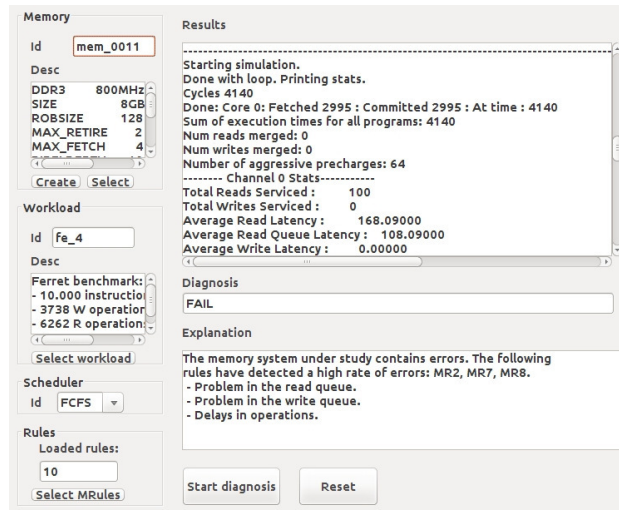 Memory
Id mem_0011
Desc
DDR3 800MHz
SIZE 8GB
ROBSIZE 128
MAX_RETIRE 2
MAX_FETCH 4
Create Select
Workload
Id fe_4
Desc
Ferret benchmark:
- 10.000 instruction
- 3738 W operation
- 6262 R operation
Select workload
Scheduler
Id FCFS
Rules
Loaded rules:
10
Select MRules
Results
Starting simulation.
Done with loop. Printing stats.
Cycles 4140
Done: Core 0: Fetched 2995 : Committed 2995 : At time : 4140
Sum of execution times for all programs: 4140
Num reads merged: 0
Num writes merged: 0
Number of aggressive precharges: 64
-------- Channel 0 Stats-----------
Total Reads Serviced : 100
Total Writes Serviced : 0
Average Read Latency : 168.09000
Average Read Queue Latency : 108.09000
Average Write Latency : 0.00000
Diagnosis
FAIL
Explanation
The memory system under study contains errors. The following
rules have detected a high rate of errors: MR2, MR7, MR8.
- Problem in the read queue.
- Problem in the write queue.
- Delays in operations.
Start diagnosis Reset